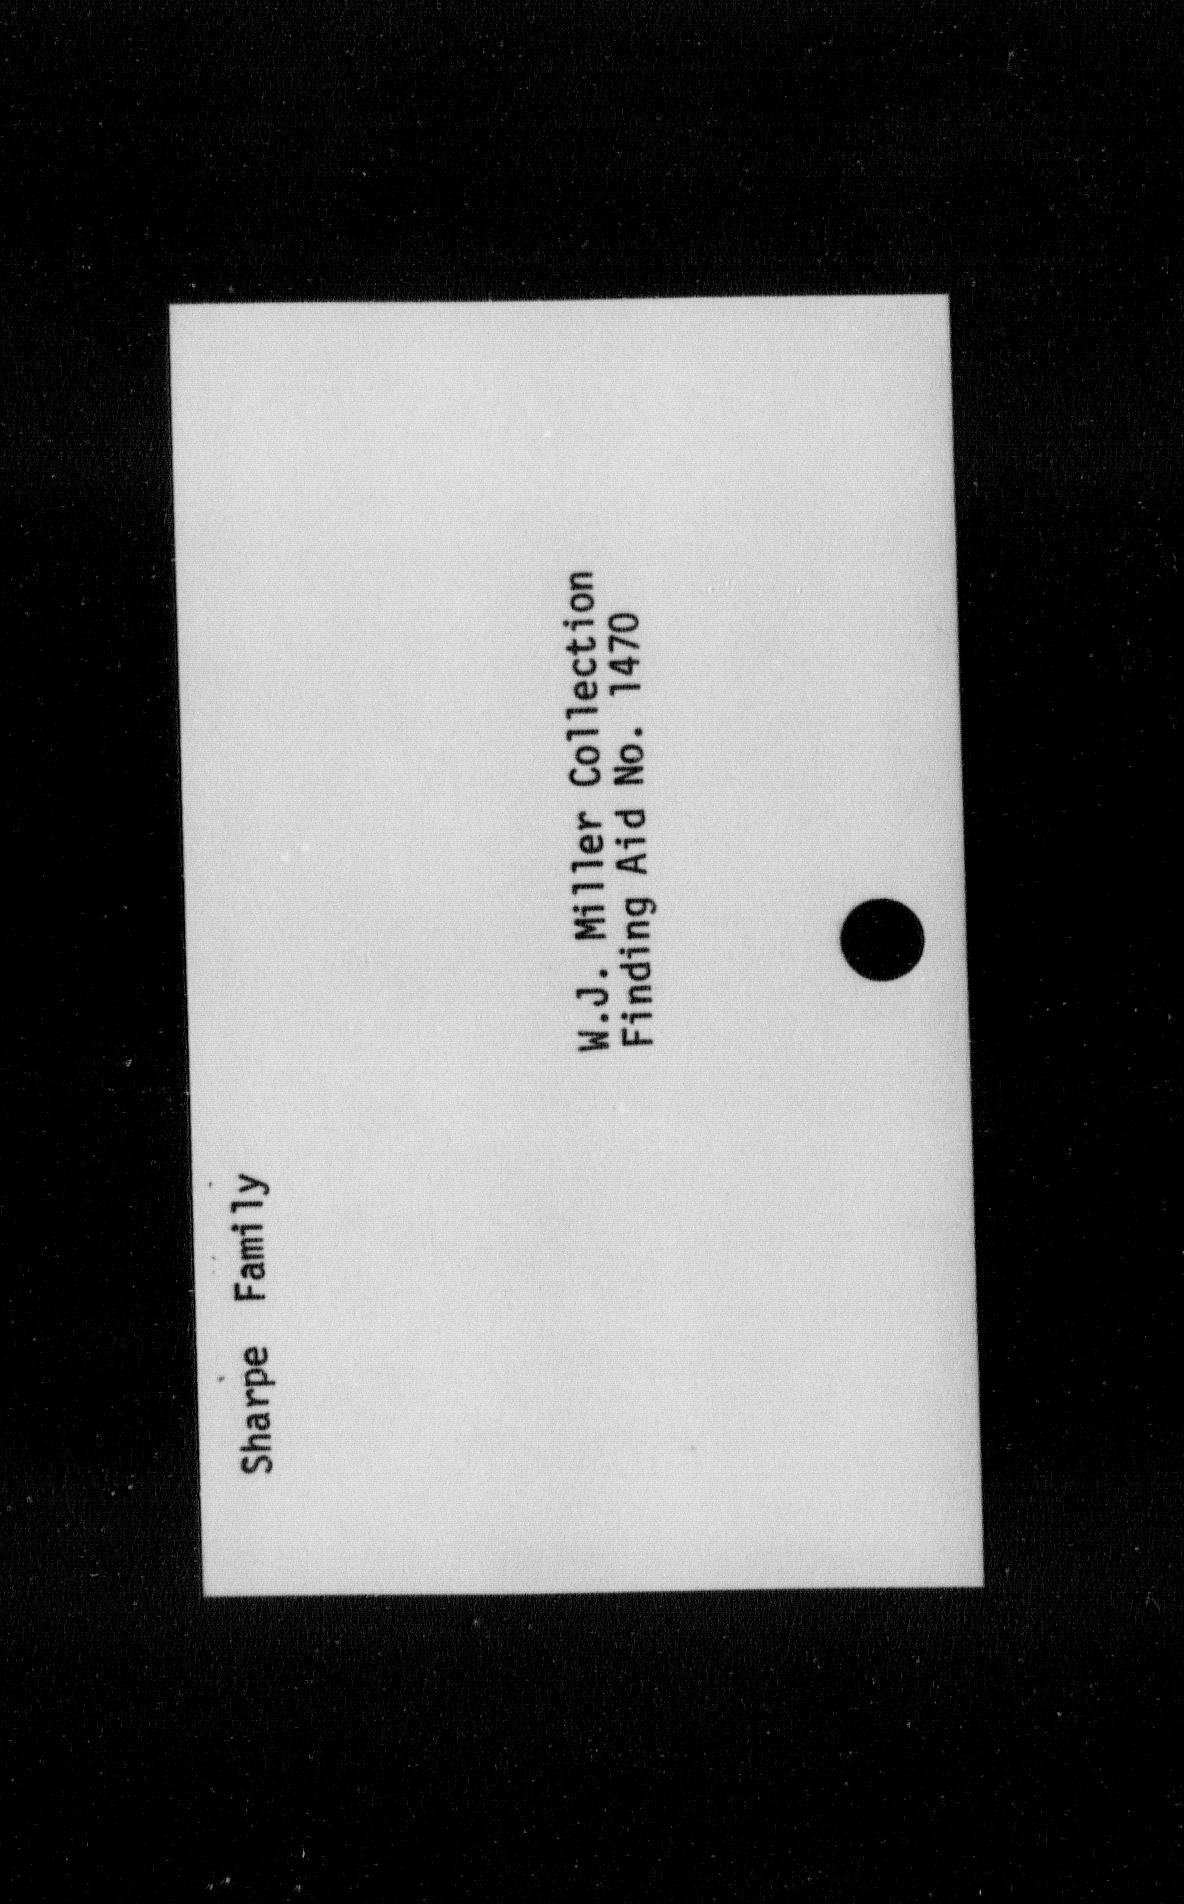 Sharpe Family
W.J. Miller Collection
Finding Aid No. 1470